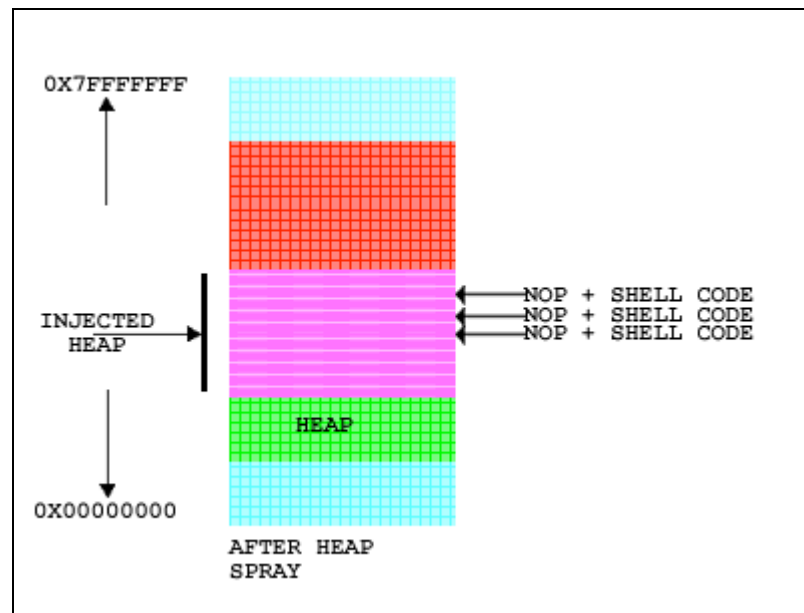 0X7FFFFFFF
NOP + SHELL CODE
NOP + SHELL CODE
NOP + SHELL CODE
INJECTED
HEAP
HEAP
0X00000000
AFTER HEAP
SPRAY